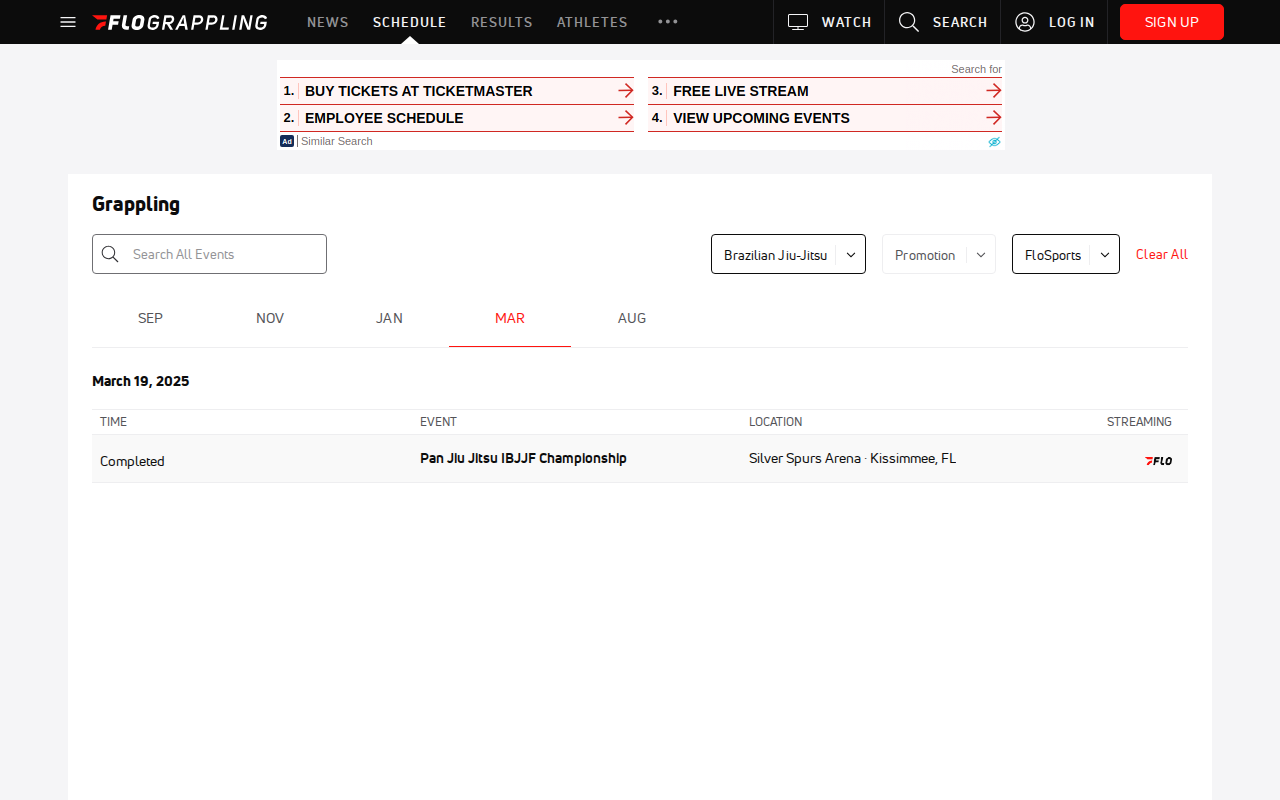 FLOGRAPPLING NEWS SCHEDULE RESULTS ATHLETES WATCH SEARCH LOG IN SIGN UP
Search for
1. BUY TICKETS AT TICKETMASTER
2. EMPLOYEE SCHEDULE
3. FREE LIVE STREAM
4. VIEW UPCOMING EVENTS
Ad Similar Search
Grappling
Search All Events Brazilian Jiu-Jitsu Promotion FloSports Clear All
SEP NOV JAN MAR AUG
March 19, 2025
TIME EVENT LOCATION STREAMING
Completed Pan Jiu Jitsu IBJJF Championship Silver Spurs Arena · Kissimmee, FL FLO